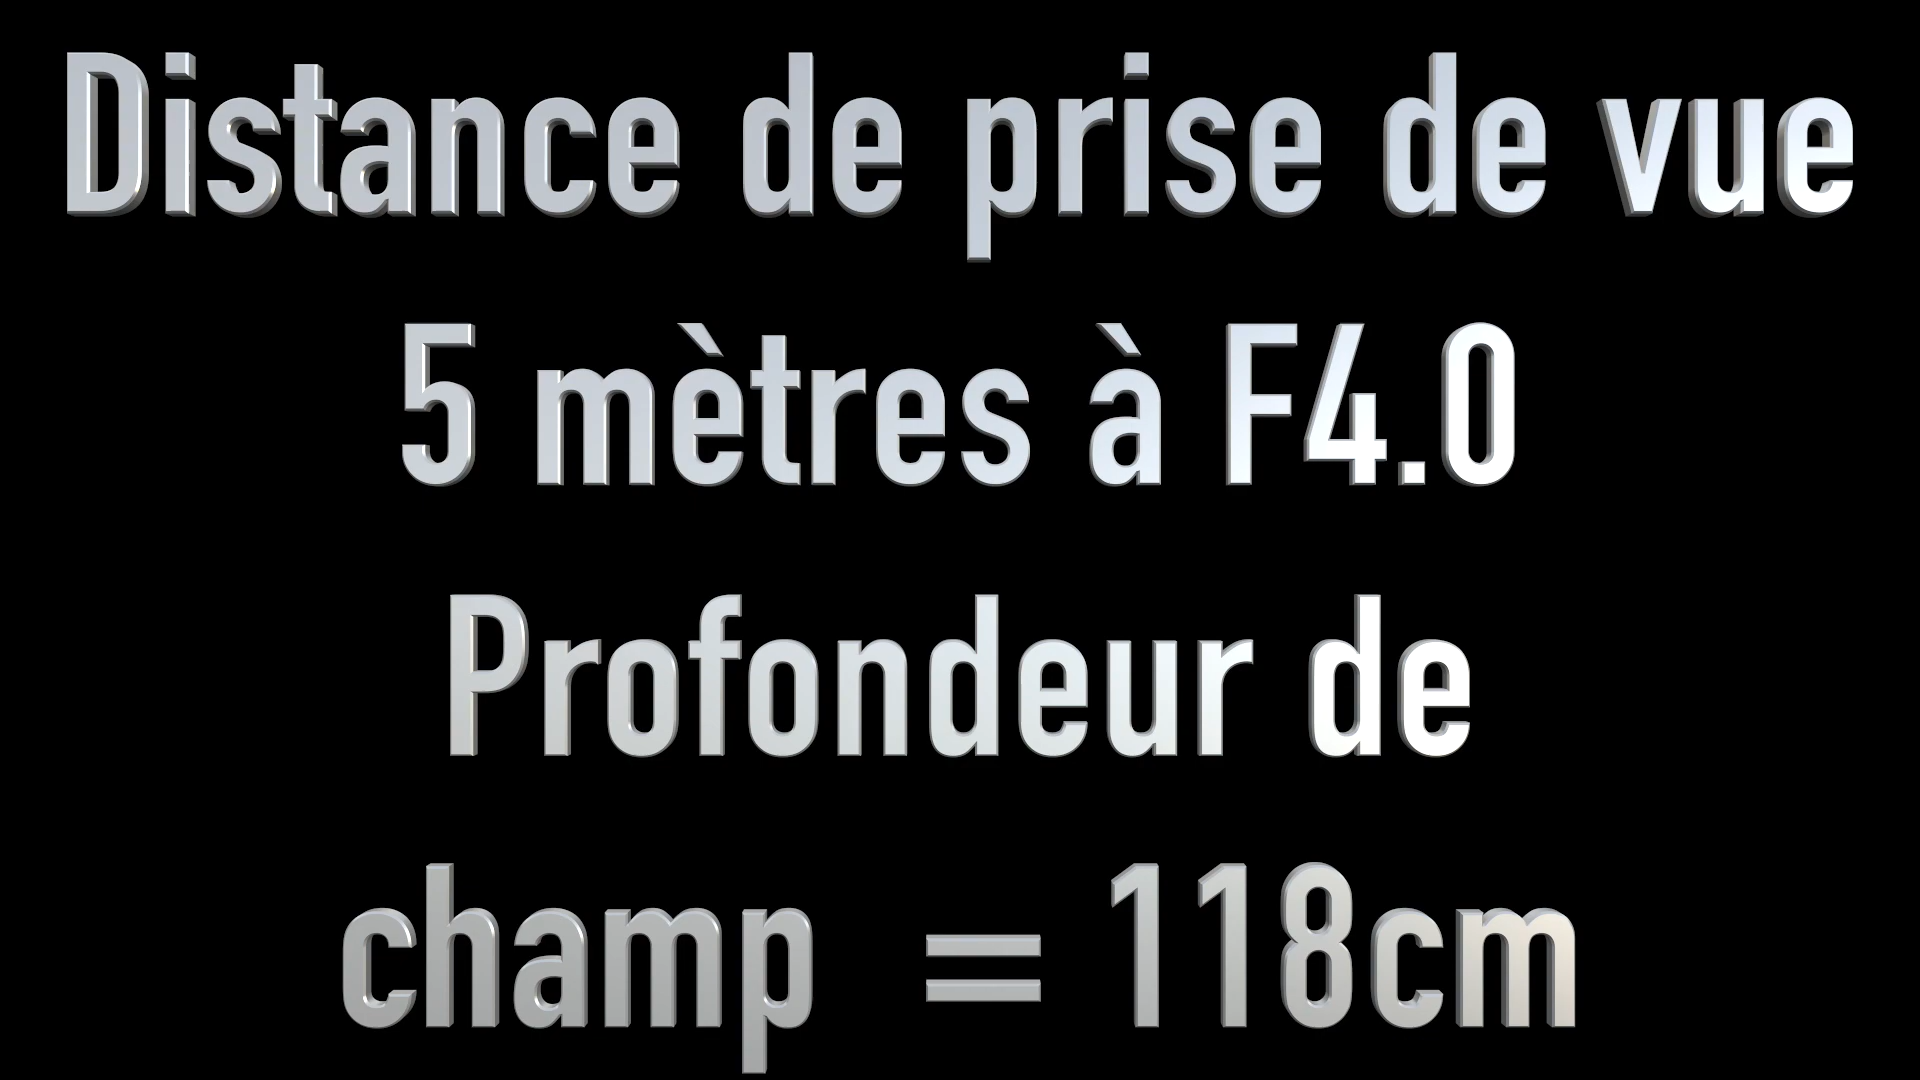 Distance de prise de vue
5 mètres à F4.0
Profondeur de
champ = 118cm